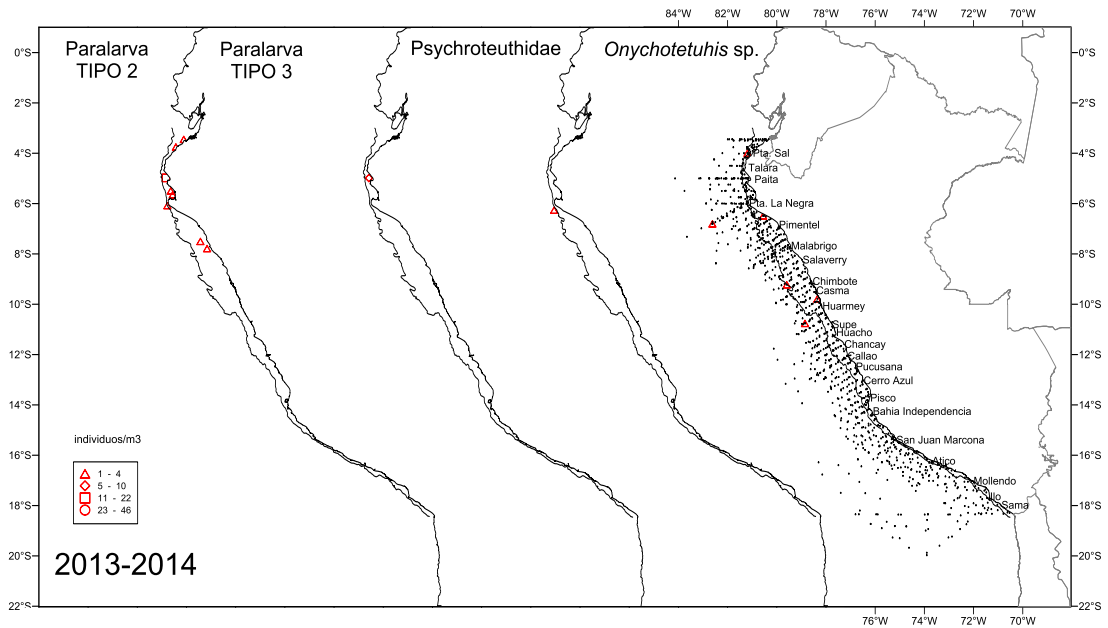 84°W 82°W 80°W 78°W 76°W 74°W 72°W 70°W
Paralarva
TIPO 2
Paralarva
TIPO 3
Psychroteuthidae
Onychotetuhis sp.
0°S
2°S
4°S
6°S
8°S
10°S
12°S
14°S
16°S
18°S
20°S
22°S
0°S
2°S
4°S
6°S
8°S
10°S
12°S
14°S
16°S
18°S
20°S
22°S
Pta. Sal
Talara
Paita
Pta. La Negra
Pimentel
Malabrigo
Salaverry
Chimbote
Casma
Huarmey
Supe
Huacho
Chancay
Callao
Pucusana
Cerro Azul
Pisco
Bahia Independencia
San Juan Marcona
Atico
Mollendo
Ilo
Sama
individuos/m3
1 - 4
5 - 10
11 - 22
23 - 46
2013-2014
76°W 74°W 72°W 70°W